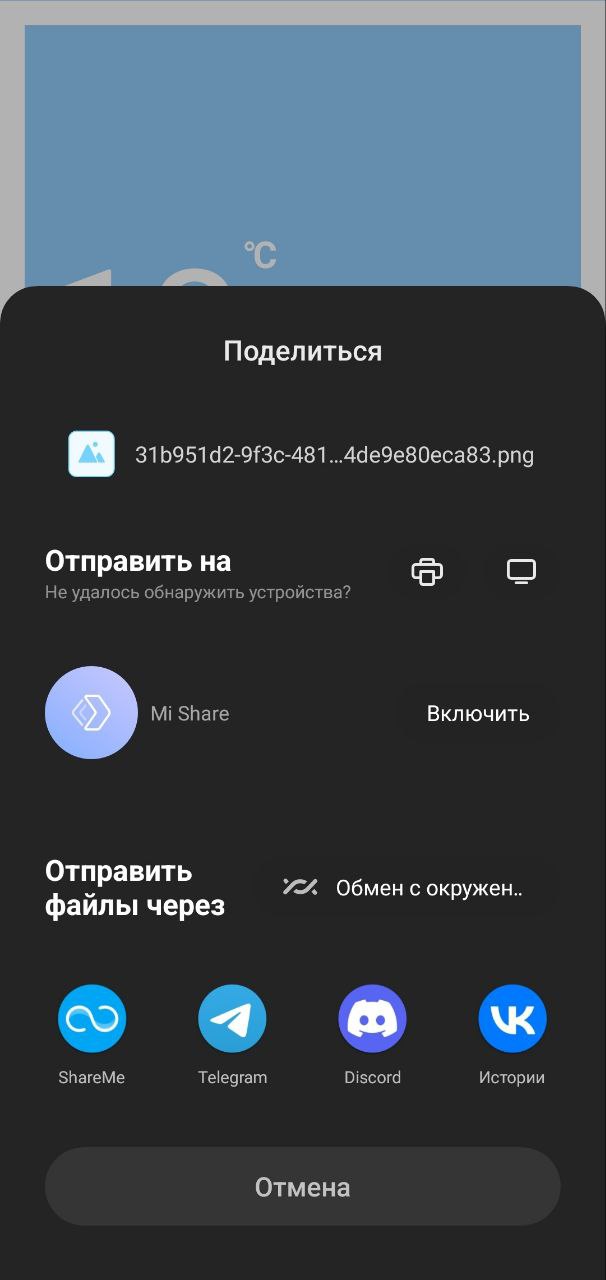 °C
Поделиться
31b951d2-9f3c-481...4de9e80eca83.png
Отправить на
Не удалось обнаружить устройства?
Mi Share
Включить
Отправить
файлы через
Обмен с окружен..
ShareMe
Telegram
Discord
Истории
Отмена